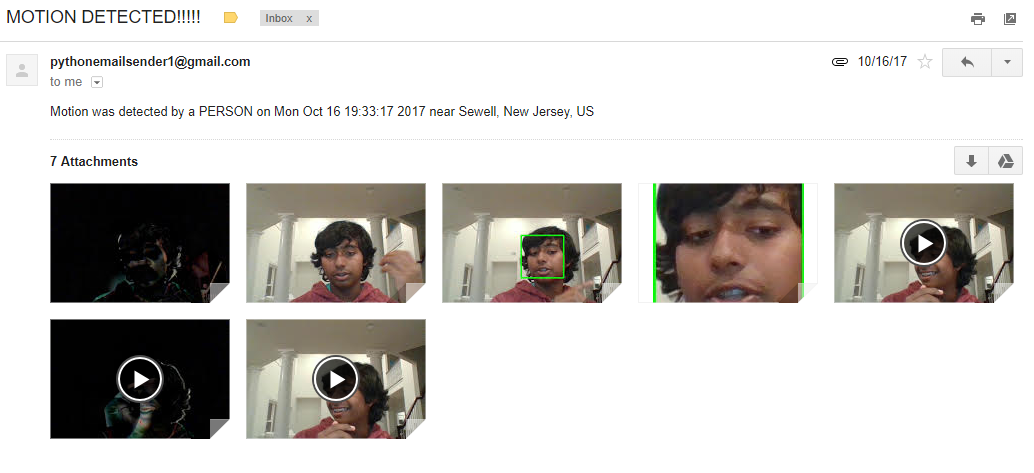 MOTION DETECTED!!!!!
Inbox x
pythonemailsender1@gmail.com
10/16/17
to me
Motion was detected by a PERSON on Mon Oct 16 19:33:17 2017 near Sewell, New Jersey, US
7 Attachments